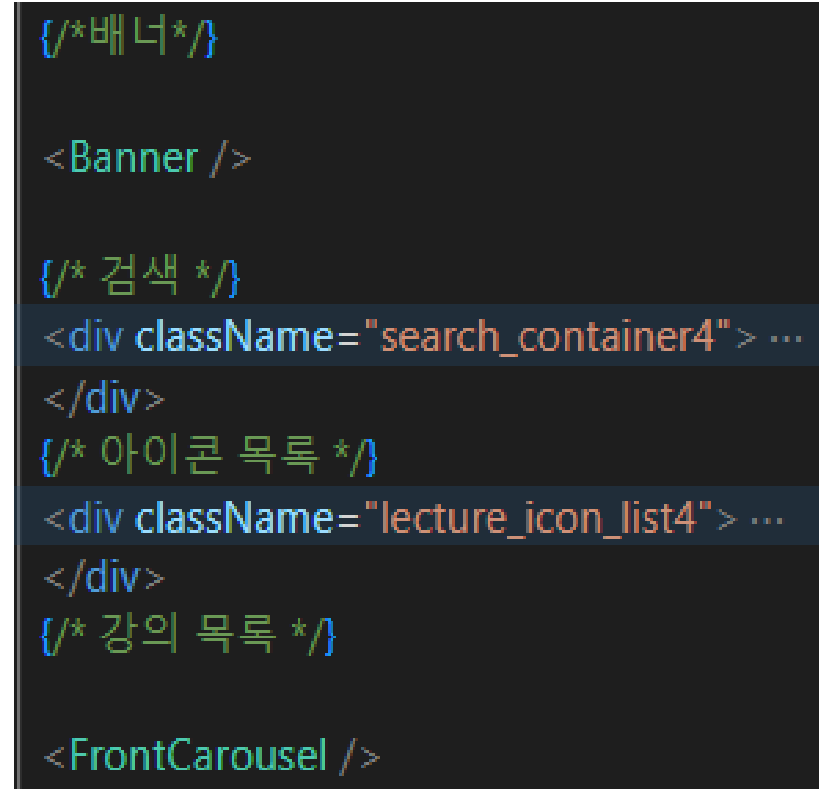 {/*배너*/}
<Banner />
{/* 검색 */}
<div className="search_container4"> ···
</div>
{/* 아이콘 목록 */}
<div className="lecture_icon_list4"> ···
</div>
{/* 강의 목록 */}
<FrontCarousel />